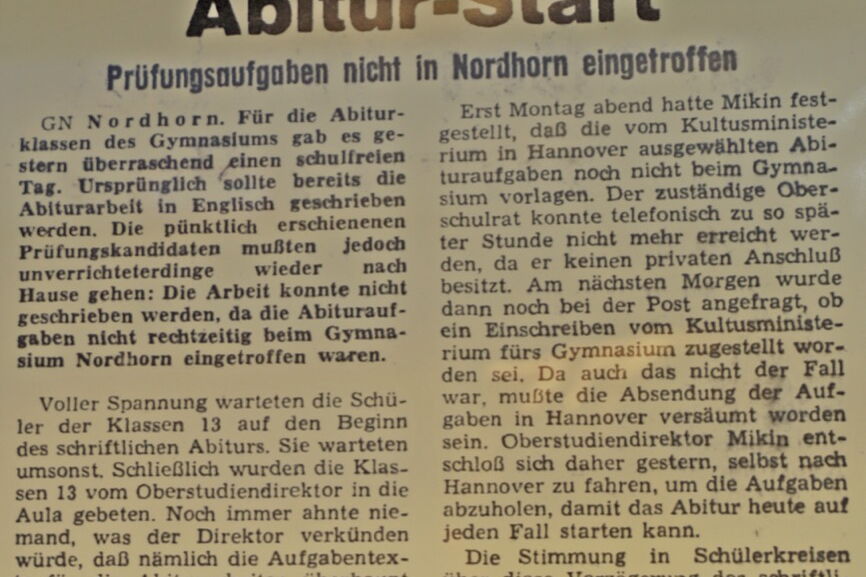 Abitur-Start
Prüfungsaufgaben nicht in Nordhorn eingetroffen
GN Nordhorn. Für die Abitur-
klassen des Gymnasiums gab es ge-
stern überraschend einen schulfreien
Tag. Ursprünglich sollte bereits die
Abiturarbeit in Englisch geschrieben
werden. Die pünktlich erschienenen
Prüfungskandidaten mußten jedoch
unverrichteterdinge wieder nach
Hause gehen: Die Arbeit konnte nicht
geschrieben werden, da die Abiturauf-
gaben nicht rechtzeitig beim Gymna-
sium Nordhorn eingetroffen waren.
Voller Spannung warteten die Schü-
ler der Klassen 13 auf den Beginn
des schriftlichen Abiturs. Sie warteten
umsonst. Schließlich wurden die Klas-
sen 13 vom Oberstudiendirektor in die
Aula gebeten. Noch immer ahnte nie-
mand, was der Direktor verkünden
würde, daß nämlich die Aufgabentex-
Erst Montag abend hatte Mikin fest-
gestellt, daß die vom Kultusministe-
rium in Hannover ausgewählten Abi-
turaufgaben noch nicht beim Gymna-
sium vorlagen. Der zuständige Ober-
schulrat konnte telefonisch zu so spä-
ter Stunde nicht mehr erreicht wer-
den, da er keinen privaten Anschluß
besitzt. Am nächsten Morgen wurde
dann noch bei der Post angefragt, ob
ein Einschreiben vom Kultusministe-
rium fürs Gymnasium zugestellt wor-
den sei. Da auch das nicht der Fall
war, mußte die Absendung der Auf-
gaben in Hannover versäumt worden
sein. Oberstudiendirektor Mikin ent-
schloß sich daher gestern, selbst nach
Hannover zu fahren, um die Aufgaben
abzuholen, damit das Abitur heute auf
jeden Fall starten kann.
Die Stimmung in Schülerkreisen